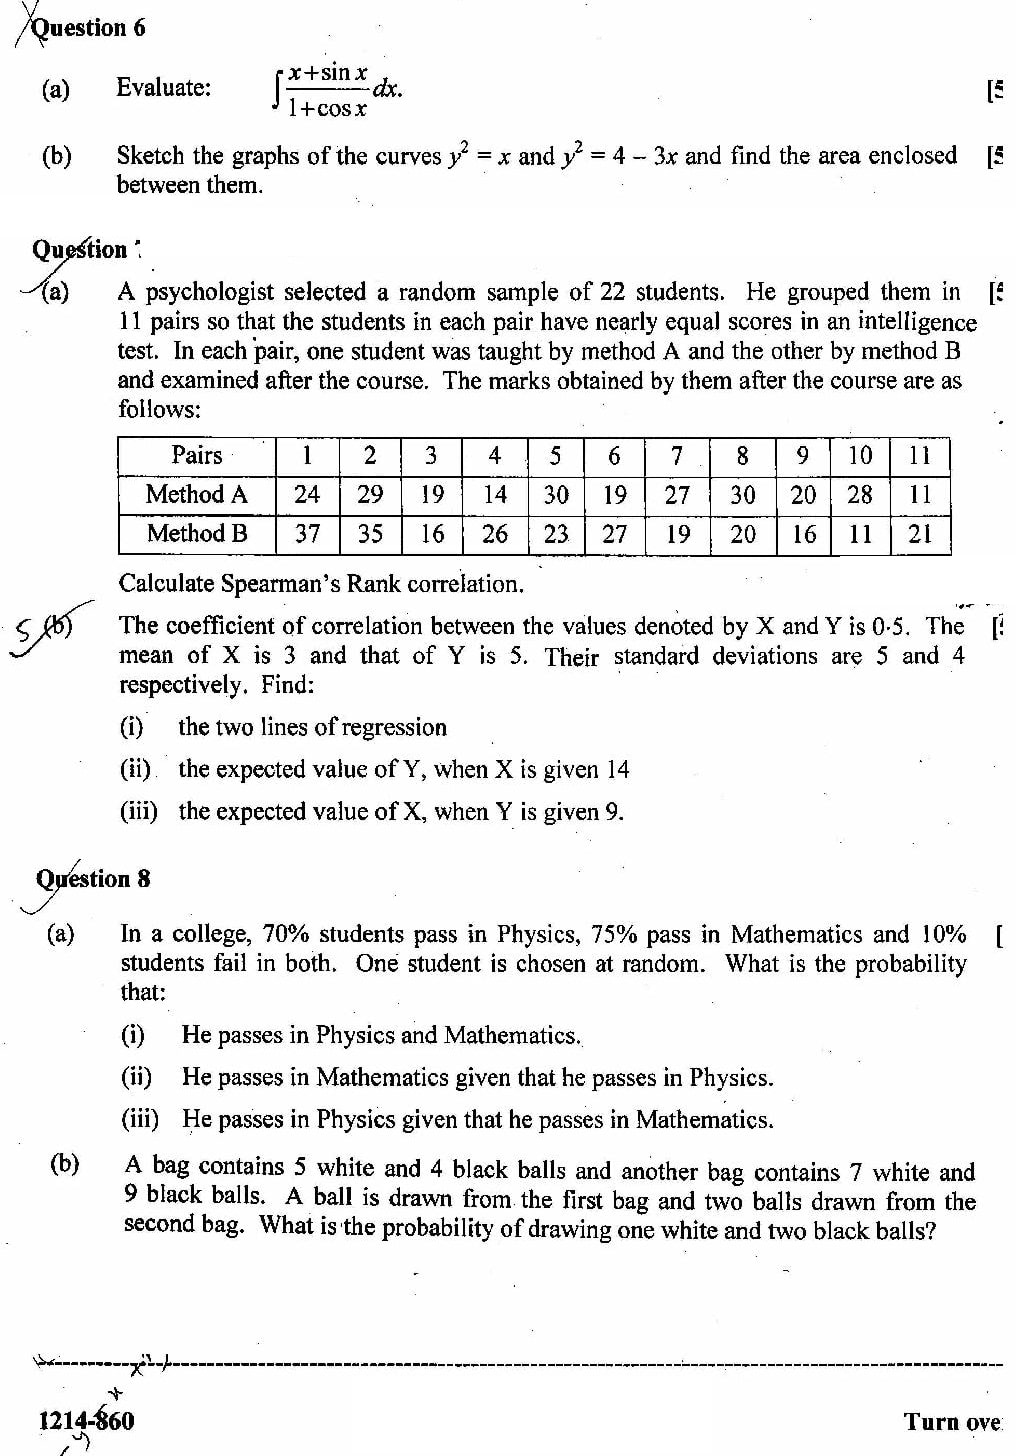 Question 6
(a) Evaluate: ∫ (x+sin x)/(1+cos x) dx. [5
(b) Sketch the graphs of the curves y² = x and y² = 4 – 3x and find the area enclosed [5
between them.
Question
(a) A psychologist selected a random sample of 22 students. He grouped them in [5
11 pairs so that the students in each pair have nearly equal scores in an intelligence
test. In each pair, one student was taught by method A and the other by method B
and examined after the course. The marks obtained by them after the course are as
follows:
Pairs 1 2 3 4 5 6 7 8 9 10 11
Method A 24 29 19 14 30 19 27 30 20 28 11
Method B 37 35 16 26 23 27 19 20 16 11 21
Calculate Spearman's Rank correlation.
5 (b) The coefficient of correlation between the values denoted by X and Y is 0·5. The [
mean of X is 3 and that of Y is 5. Their standard deviations are 5 and 4
respectively. Find:
(i) the two lines of regression
(ii) the expected value of Y, when X is given 14
(iii) the expected value of X, when Y is given 9.
Question 8
(a) In a college, 70% students pass in Physics, 75% pass in Mathematics and 10% [
students fail in both. One student is chosen at random. What is the probability
that:
(i) He passes in Physics and Mathematics.
(ii) He passes in Mathematics given that he passes in Physics.
(iii) He passes in Physics given that he passes in Mathematics.
(b) A bag contains 5 white and 4 black balls and another bag contains 7 white and
9 black balls. A ball is drawn from the first bag and two balls drawn from the
second bag. What is the probability of drawing one white and two black balls?
1214-860
Turn ove